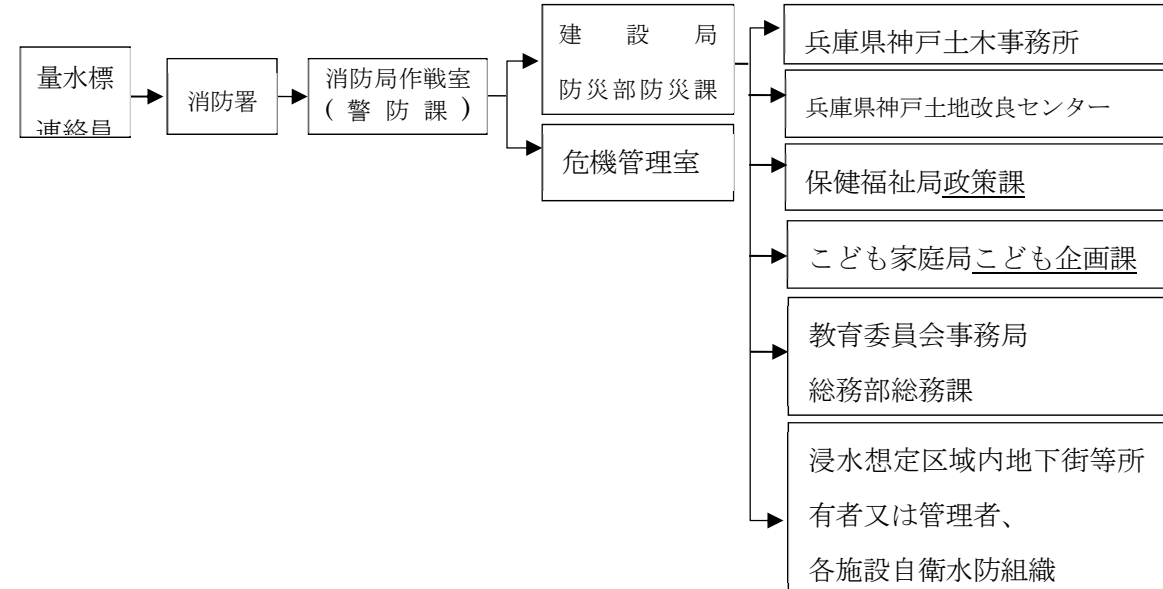 量水標
連絡員
消防署
消防局作戦室
(警防課)
建設局
防災部防災課
危機管理室
兵庫県神戸土木事務所
兵庫県神戸土地改良センター
保健福祉局政策課
こども家庭局こども企画課
教育委員会事務局
総務部総務課
浸水想定区域内地下街等所
有者又は管理者、
各施設自衛水防組織